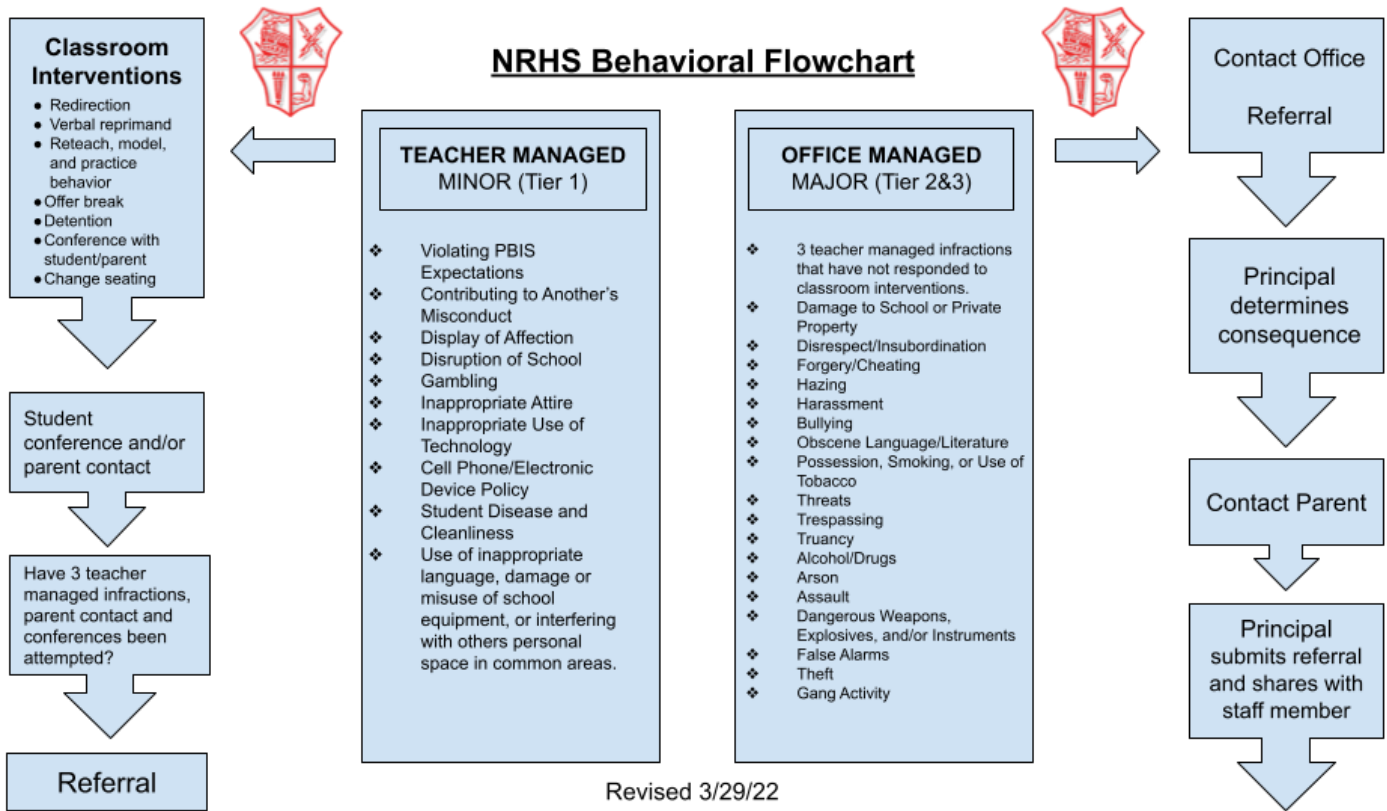 NRHS Behavioral Flowchart
Classroom
Interventions
● Redirection
● Verbal reprimand
● Reteach, model,
and practice
behavior
● Offer break
● Detention
● Conference with
student/parent
● Change seating
Student
conference and/or
parent contact
Have 3 teacher
managed infractions,
parent contact and
conferences been
attempted?
Referral
TEACHER MANAGED
MINOR (Tier 1)
❖ Violating PBIS
Expectations
❖ Contributing to Another’s
Misconduct
❖ Display of Affection
❖ Disruption of School
❖ Gambling
❖ Inappropriate Attire
❖ Inappropriate Use of
Technology
❖ Cell Phone/Electronic
Device Policy
❖ Student Disease and
Cleanliness
❖ Use of inappropriate
language, damage or
misuse of school
equipment, or interfering
with others personal
space in common areas.
OFFICE MANAGED
MAJOR (Tier 2&3)
❖ 3 teacher managed infractions
that have not responded to
classroom interventions.
❖ Damage to School or Private
Property
❖ Disrespect/Insubordination
❖ Forgery/Cheating
❖ Hazing
❖ Harassment
❖ Bullying
❖ Obscene Language/Literature
❖ Possession, Smoking, or Use of
Tobacco
❖ Threats
❖ Trespassing
❖ Truancy
❖ Alcohol/Drugs
❖ Arson
❖ Assault
❖ Dangerous Weapons,
Explosives, and/or Instruments
❖ False Alarms
❖ Theft
❖ Gang Activity
Contact Office
Referral
Principal
determines
consequence
Contact Parent
Principal
submits referral
and shares with
staff member
Revised 3/29/22